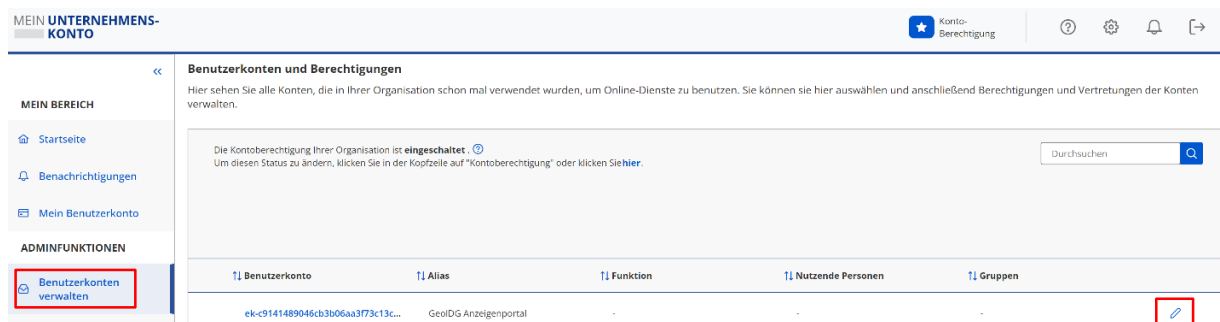 MEIN UNTERNEHMENS-
KONTO
Konto-
Berechtigung
«
MEIN BEREICH
Startseite
Benachrichtigungen
Mein Benutzerkonto
ADMINFUNKTIONEN
Benutzerkonten
verwalten
Benutzerkonten und Berechtigungen
Hier sehen Sie alle Konten, die in Ihrer Organisation schon mal verwendet wurden, um Online-Dienste zu benutzen. Sie können sie hier auswählen und anschließend Berechtigungen und Vertretungen der Konten
verwalten.
Die Kontoberechtigung Ihrer Organisation ist eingeschaltet .
Um diesen Status zu ändern, klicken Sie in der Kopfzeile auf "Kontoberechtigung" oder klicken Siehier.
Durchsuchen
Benutzerkonto Alias Funktion Nutzende Personen Gruppen
ek-c9141489046cb3b06aa3f73c13c... GeoIDG Anzeigenportal - - -